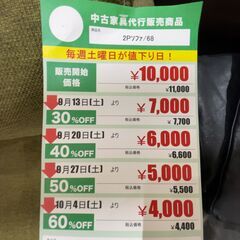 中古家具代行販売商品
商品名
2Pソファ/68
毎週土曜日が値下り日!
販売開始
価格
¥10,000
税込価格
¥11,000
9月13日(土)より
30%OFF
¥7,000
税込価格
¥7,700
9月20日(土)より
40%OFF
¥6,000
税込価格
¥6,600
9月27日(土)より
50%OFF
¥5,000
税込価格
¥5,500
10月4日(土)より
60%OFF
¥4,000
税込価格
¥4,400